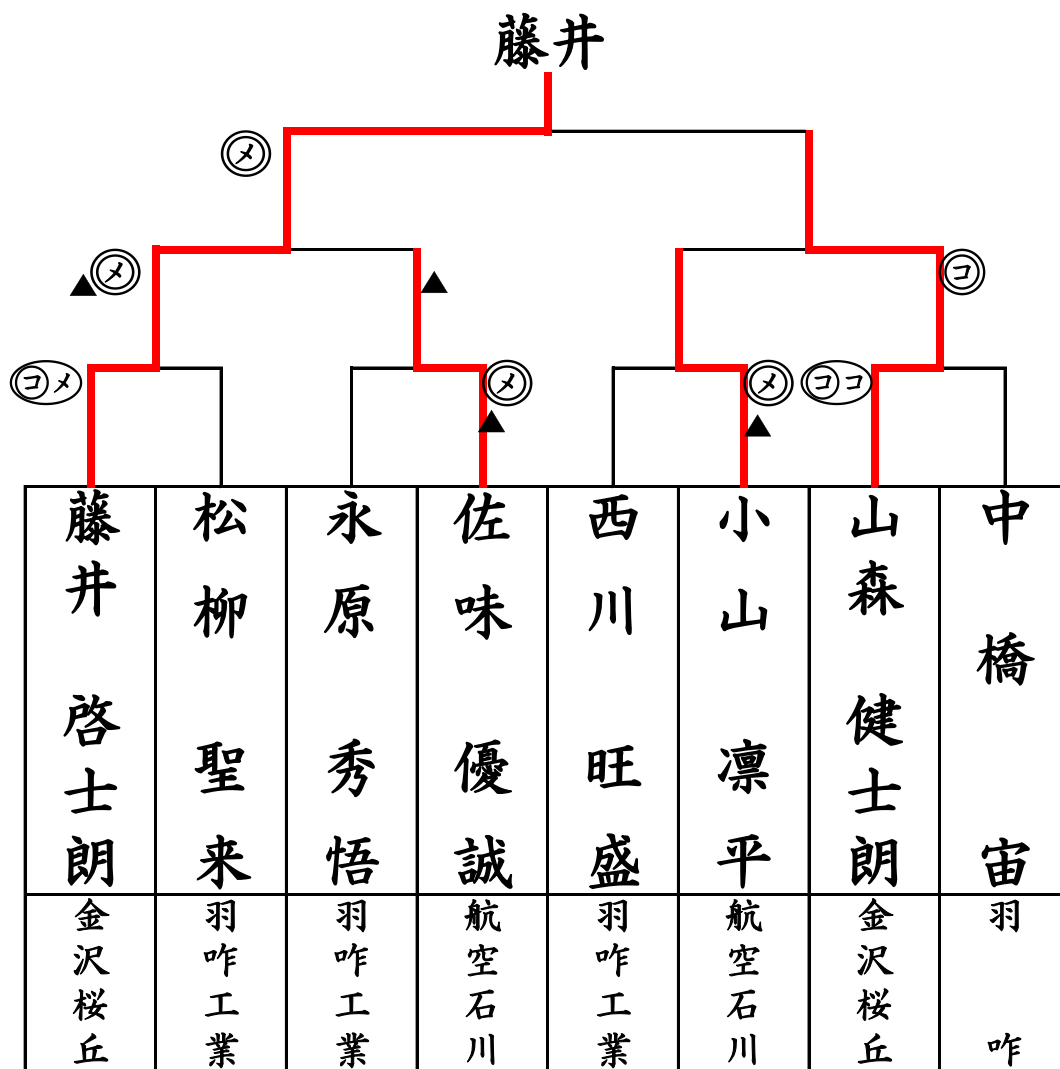 藤井
㋱
▲㋱
▲
㋙
㋙メ
㋱
▲
㋱
▲
㋙コ
藤井 啓士朗
松柳 聖来
永原 秀悟
佐味 優誠
西川 旺盛
小山 凛平
山森 健士朗
中橋 宙
金沢桜丘
羽咋工業
羽咋工業
航空石川
羽咋工業
航空石川
金沢桜丘
羽咋